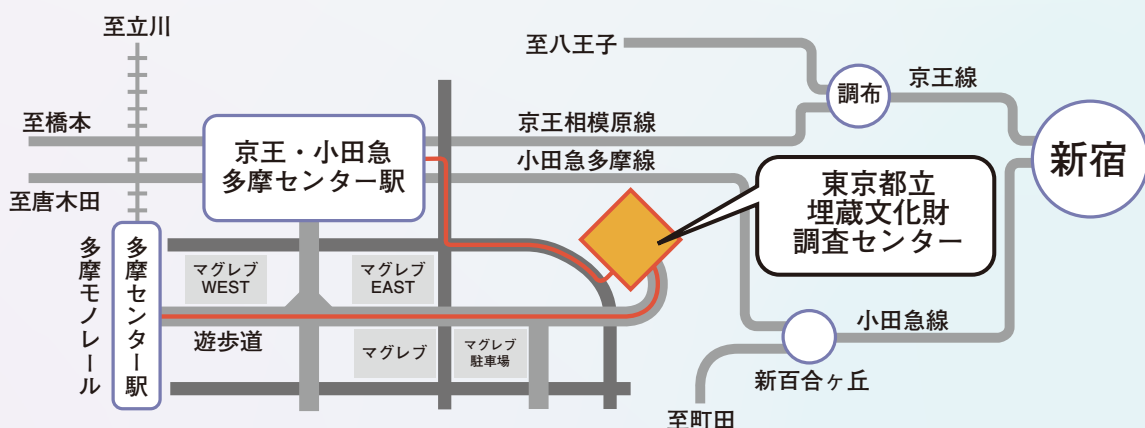 至立川
至八王子
調布
京王線
至橋本
京王相模原線
京王・小田急
多摩センター駅
小田急多摩線
新宿
至唐木田
東京都立
埋蔵文化財
調査センター
多摩モノレール
多摩センター駅
マグレブ
WEST
マグレブ
EAST
遊歩道
マグレブ
マグレブ
駐車場
小田急線
新百合ヶ丘
至町田